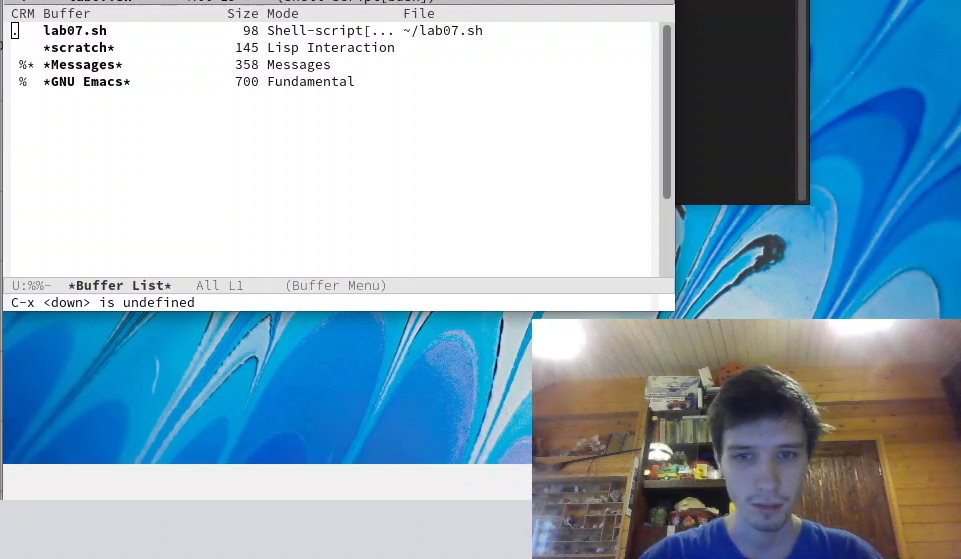 CRM Buffer Size Mode File
. lab07.sh 98 Shell-script[... ~/lab07.sh
*scratch* 145 Lisp Interaction
%* *Messages* 358 Messages
% *GNU Emacs* 700 Fundamental
U:%%- *Buffer List* All L1 (Buffer Menu)
C-x <down> is undefined